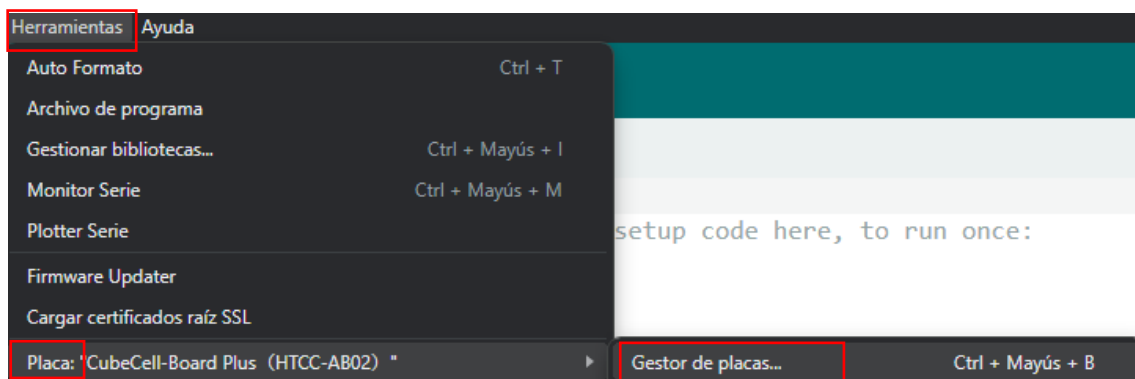 Herramientas Ayuda
Auto Formato Ctrl + T
Archivo de programa
Gestionar bibliotecas... Ctrl + Mayús + I
Monitor Serie Ctrl + Mayús + M
Plotter Serie
setup code here, to run once:
Firmware Updater
Cargar certificados raíz SSL
Placa: "CubeCell-Board Plus（HTCC-AB02）"
Gestor de placas... Ctrl + Mayús + B